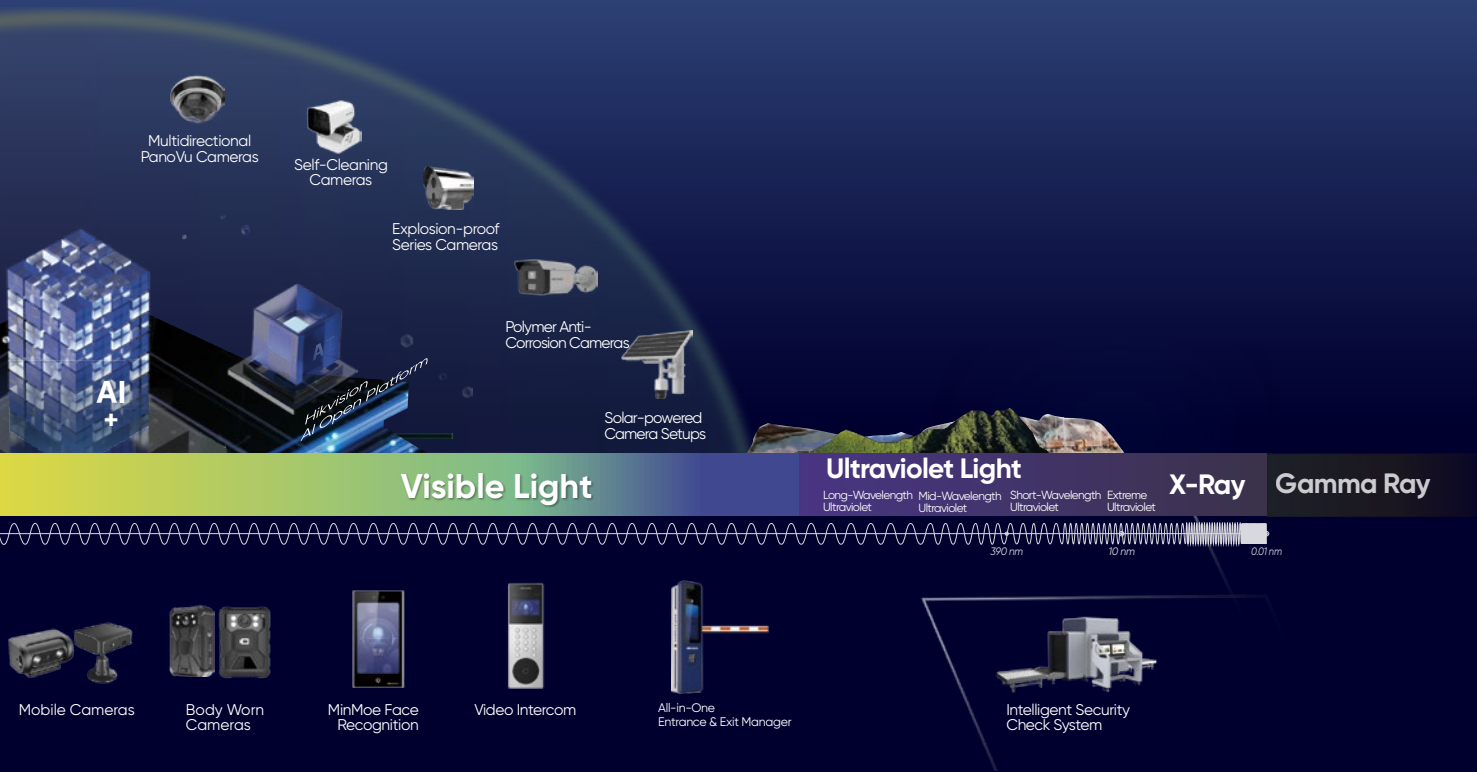 Multidirectional
PanoVu Cameras
Self-Cleaning
Cameras
Explosion-proof
Series Cameras
Polymer Anti-
Corrosion Cameras
Solar-powered
Camera Setups
AI
+
AI
Hikvision
AI Open Platform
Visible Light
Ultraviolet Light
Long-Wavelength
Ultraviolet
Mid-Wavelength
Ultraviolet
Short-Wavelength
Ultraviolet
Extreme
Ultraviolet
X-Ray
Gamma Ray
390 nm
10 nm
0.01 nm
Mobile Cameras
Body Worn
Cameras
MinMoe Face
Recognition
Video Intercom
All-in-One
Entrance & Exit Manager
Intelligent Security
Check System